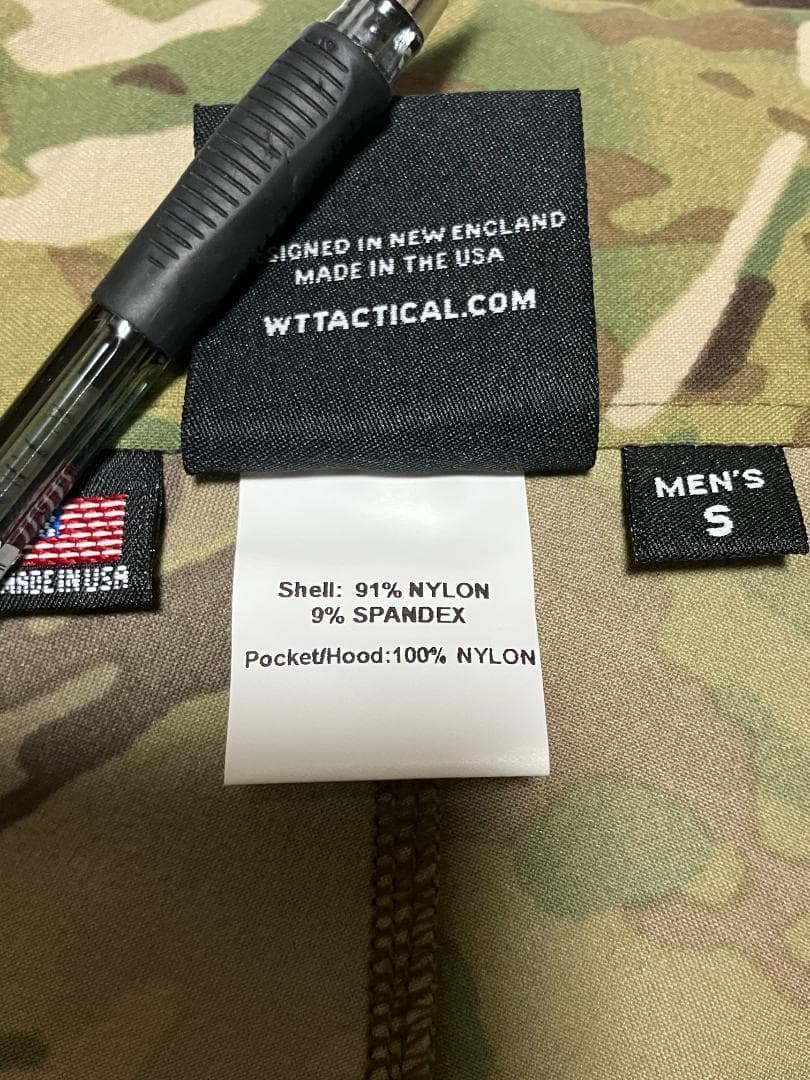 DESIGNED IN NEW ENGLAND
MADE IN THE USA
WTTACTICAL.COM
MEN'S
S
MADE IN USA
Shell: 91% NYLON
9% SPANDEX
Pocket/Hood:100% NYLON